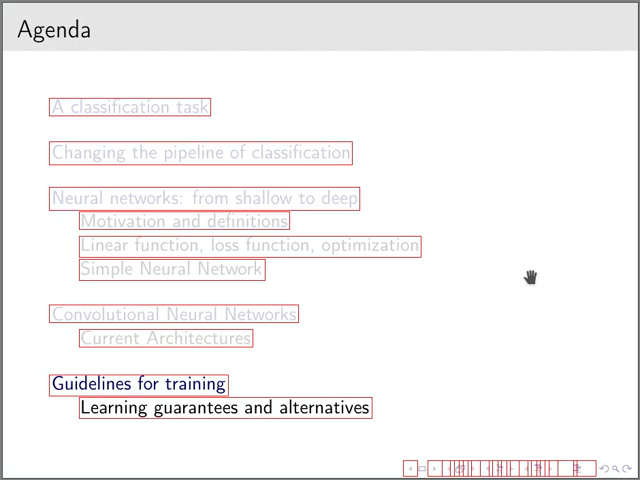 Agenda
A classification task
Changing the pipeline of classification
Neural networks: from shallow to deep
Motivation and definitions
Linear function, loss function, optimization
Simple Neural Network
Convolutional Neural Networks
Current Architectures
Guidelines for training
Learning guarantees and alternatives